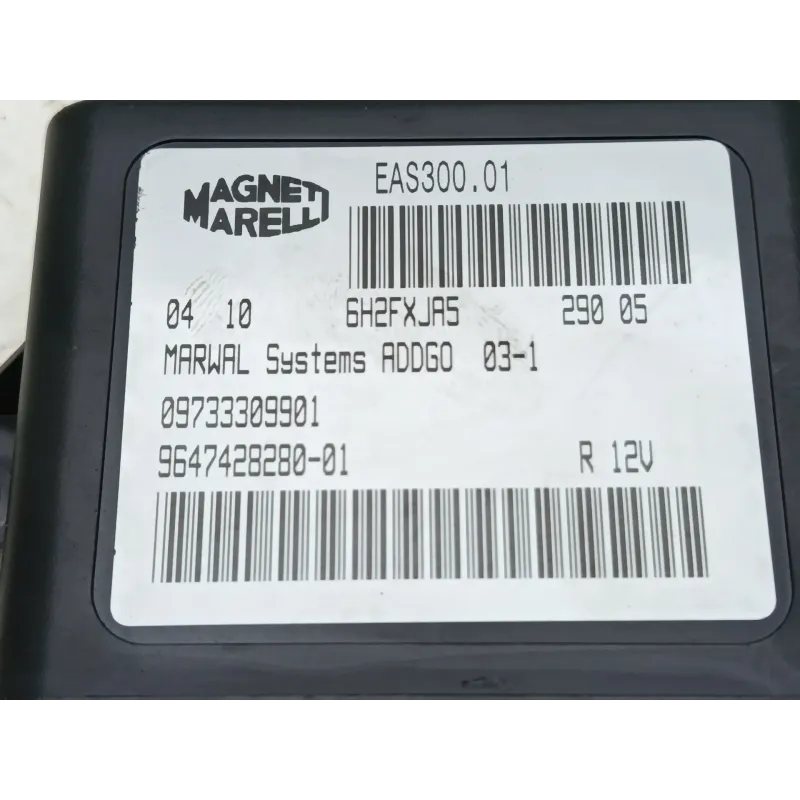 MAGNETI
MARELLI
EAS300.01
04 10 6H2FXJA5 290 05
MARWAL Systems ADDGO 03-1
09733309901
9647428280-01 R 12V